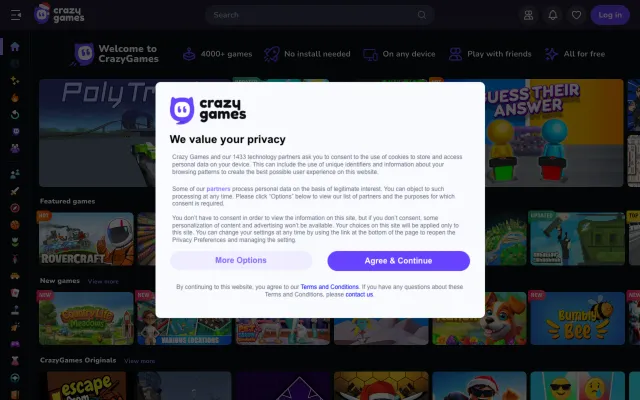 crazy
games
Search
Log in
Welcome to
CrazyGames
4000+ games
No install needed
On any device
Play with friends
All for free
PolyTr
GUESS THEIR
ANSWER
crazy
games
We value your privacy
Crazy Games and our 1433 technology partners ask you to consent to the use of cookies to store and access
personal data on your device. This can include the use of unique identifiers and information about your
browsing patterns to create the best possible user experience on this website.
Some of our partners process personal data on the basis of legitimate interest. You can object to such
processing at any time. Please click "Options" below to view our list of partners and the purposes for which
consent is required.
You don't have to consent in order to view the information on this site, but if you don't consent, some
personalization of content and advertising won't be available. Your choices on this site will be applied only to
this site. You can change your settings at any time by using the link at the bottom of the page to reopen the
Privacy Preferences and managing the setting.
More Options
Agree & Continue
By continuing to this website, you agree to our Terms and Conditions. If you have any questions about these
Terms and Conditions, please contact us.
Featured games
HOT
ROVERCRAFT
UPDATED
New games
View more
NEW
NEW
NEW
Country Life
Meadows
VARIOUS LOCATIONS
BUMBLY
BEE
CrazyGames Originals
View more
escape
from